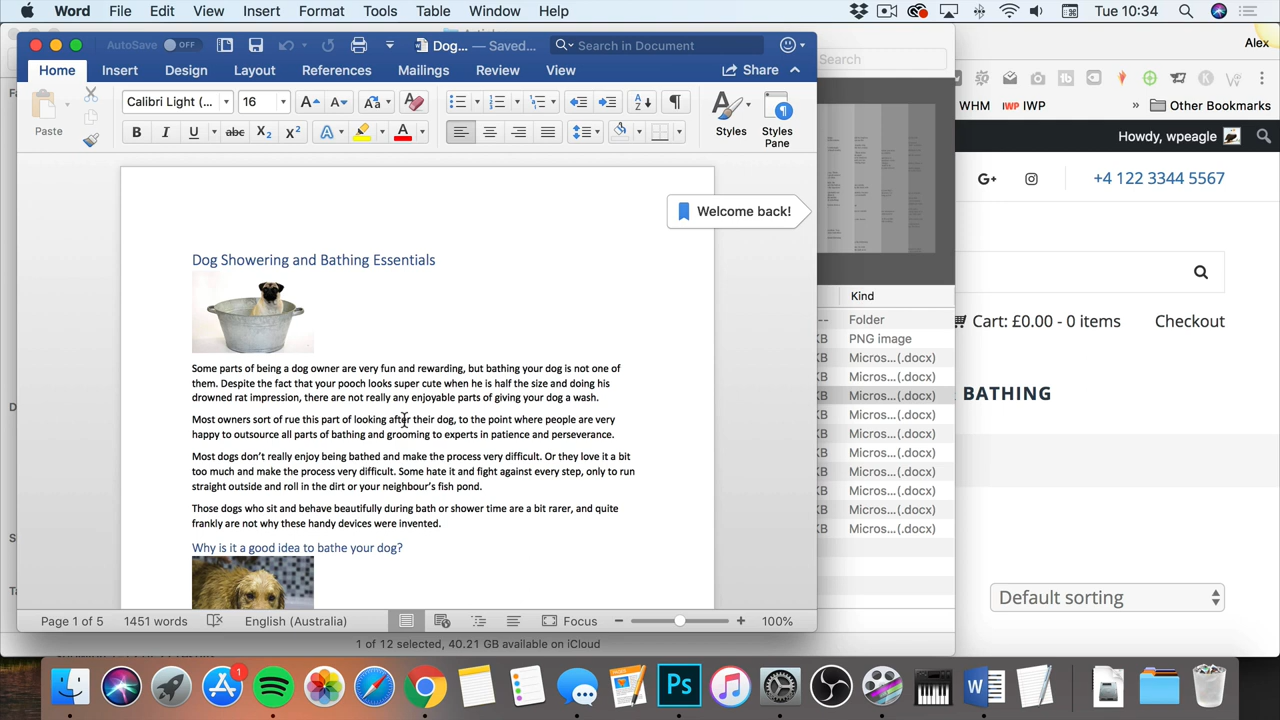 Word File Edit View Insert Format Tools Table Window Help Tue 10:34
AutoSave OFF Dog... — Saved... Search in Document
Search
Alex
Home Insert Design Layout References Mailings Review View Share
WHM IWP IWP » Other Bookmarks
Paste Calibri Light (... 16 Styles Styles Pane
Howdy, wpeagle
G+ +4 122 3344 5567
Welcome back!
Dog Showering and Bathing Essentials
Kind
Folder
Cart: £0.00 - 0 items Checkout
KB PNG image
KB Micros...(.docx)
KB Micros...(.docx)
KB Micros...(.docx)
KB Micros...(.docx)
KB Micros...(.docx)
KB Micros...(.docx)
KB Micros...(.docx)
KB Micros...(.docx)
KB Micros...(.docx)
KB Micros...(.docx)
BATHING
Some parts of being a dog owner are very fun and rewarding, but bathing your dog is not one of
them. Despite the fact that your pooch looks super cute when he is half the size and doing his
drowned rat impression, there are not really any enjoyable parts of giving your dog a wash.
Most owners sort of rue this part of looking after their dog, to the point where people are very
happy to outsource all parts of bathing and grooming to experts in patience and perseverance.
Most dogs don't really enjoy being bathed and make the process very difficult. Or they love it a bit
too much and make the process very difficult. Some hate it and fight against every step, only to run
straight outside and roll in the dirt or your neighbour's fish pond.
Those dogs who sit and behave beautifully during bath or shower time are a bit rarer, and quite
frankly are not why these handy devices were invented.
Why is it a good idea to bathe your dog?
Default sorting
Page 1 of 5 1451 words English (Australia) Focus 100%
1 of 12 selected, 40.21 GB available on iCloud
1
Ps